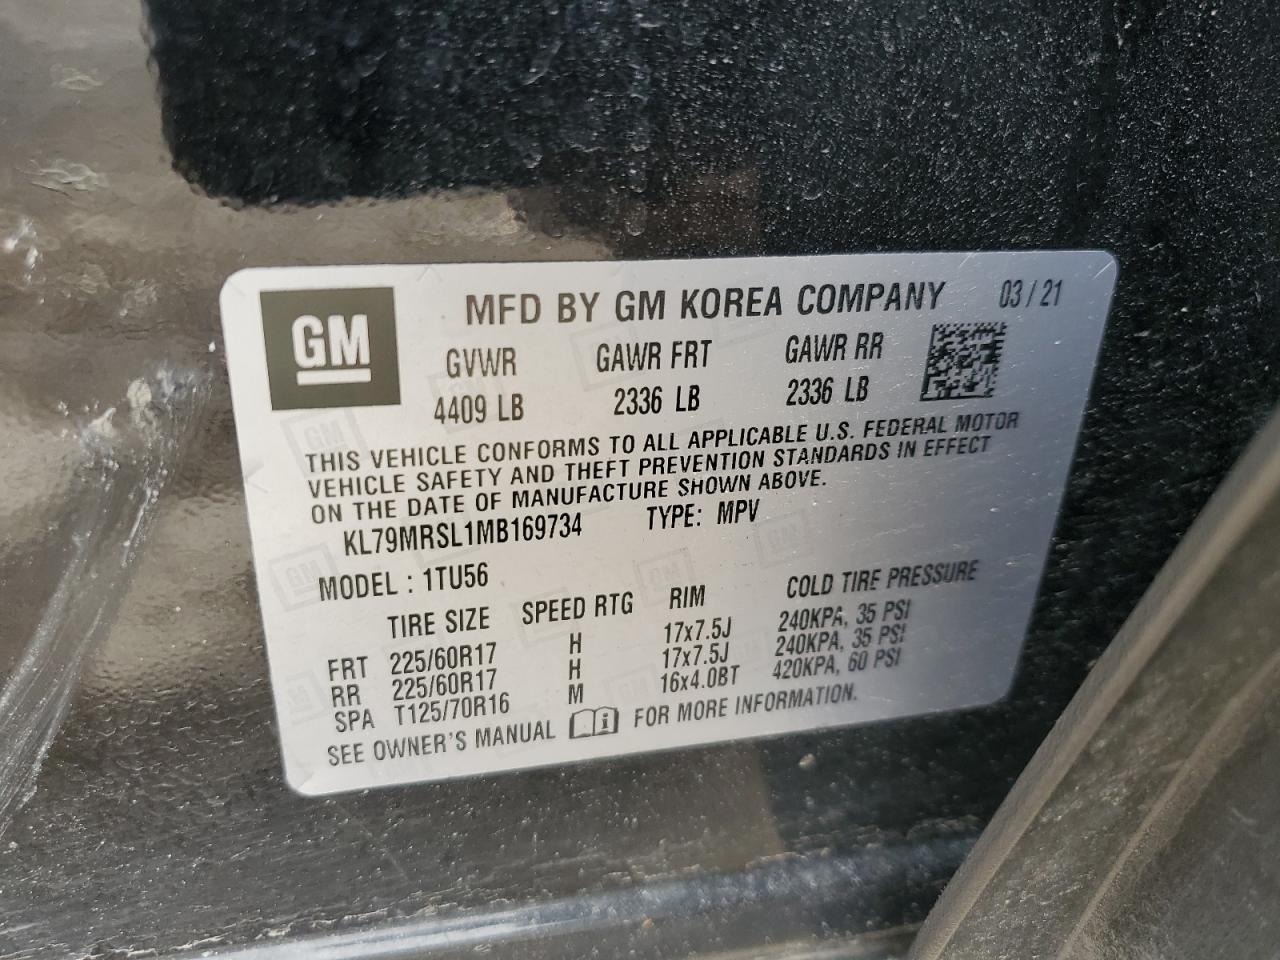 GM
MFD BY GM KOREA COMPANY 03/21
GVWR GAWR FRT GAWR RR
4409 LB 2336 LB 2336 LB
THIS VEHICLE CONFORMS TO ALL APPLICABLE U.S. FEDERAL MOTOR
VEHICLE SAFETY AND THEFT PREVENTION STANDARDS IN EFFECT
ON THE DATE OF MANUFACTURE SHOWN ABOVE.
KL79MRSL1MB169734 TYPE: MPV
MODEL : 1TU56
TIRE SIZE SPEED RTG RIM COLD TIRE PRESSURE
FRT 225/60R17 H 17x7.5J 240KPA, 35 PSI
RR 225/60R17 H 17x7.5J 240KPA, 35 PSI
SPA T125/70R16 M 16x4.0BT 420KPA, 60 PSI
SEE OWNER'S MANUAL FOR MORE INFORMATION.